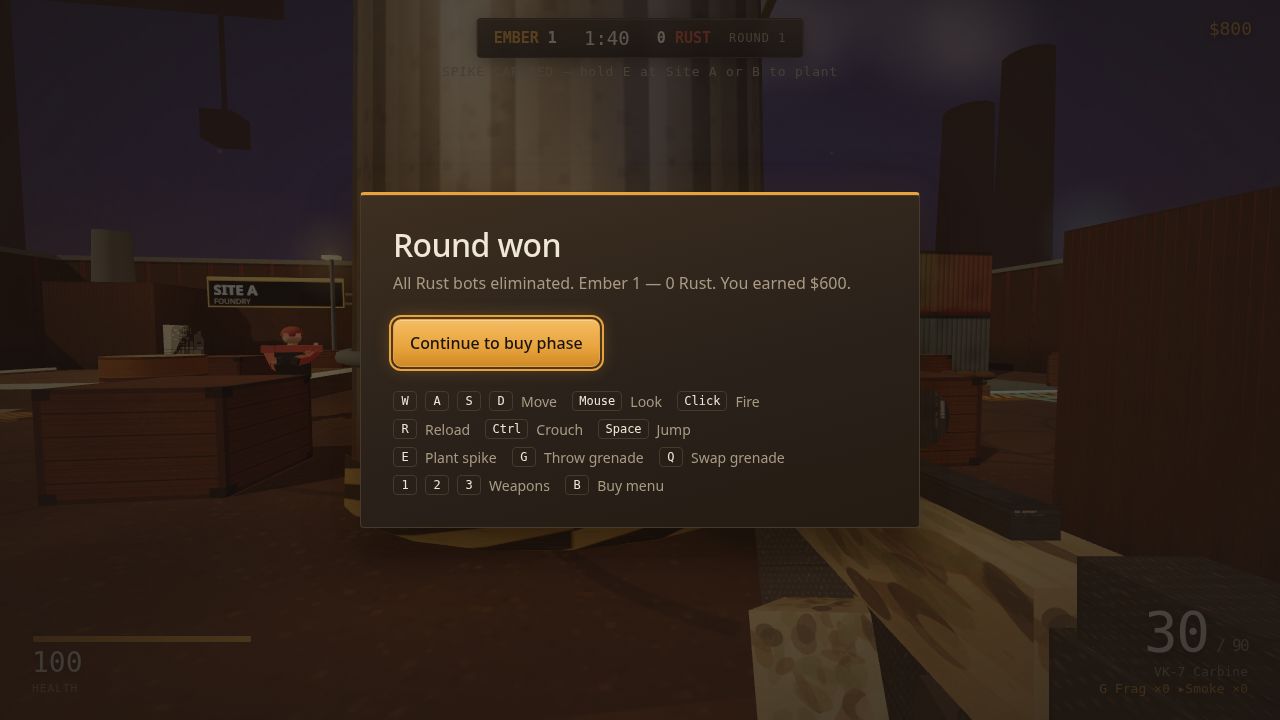 EMBER 1 1:40 0 RUST ROUND 1
$800
SPIKE CARRIED — hold E at Site A or B to plant
SITE A
FOUNDRY
Round won
All Rust bots eliminated. Ember 1 — 0 Rust. You earned $600.
Continue to buy phase
W A S D Move Mouse Look Click Fire
R Reload Ctrl Crouch Space Jump
E Plant spike G Throw grenade Q Swap grenade
1 2 3 Weapons B Buy menu
100
HEALTH
30 / 90
VK-7 Carbine
G Frag ×0 ▸Smoke ×0